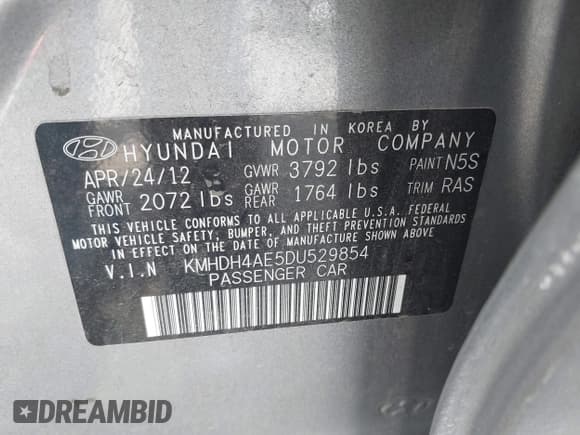 MANUFACTURED IN KOREA BY
HYUNDAI MOTOR COMPANY
APR/24/12 GVWR 3792 lbs PAINT N5S
GAWR FRONT 2072 lbs GAWR REAR 1764 lbs TRIM RAS
THIS VEHICLE CONFORMS TO ALL APPLICABLE U.S.A. FEDERAL
MOTOR VEHICLE SAFETY, BUMPER, AND THEFT PREVENTION STANDARDS
IN EFFECT ON THE DATE OF MANUFACTURE SHOWN ABOVE.
V.I.N KMHDH4AE5DU529854
PASSENGER CAR
DREAMBID